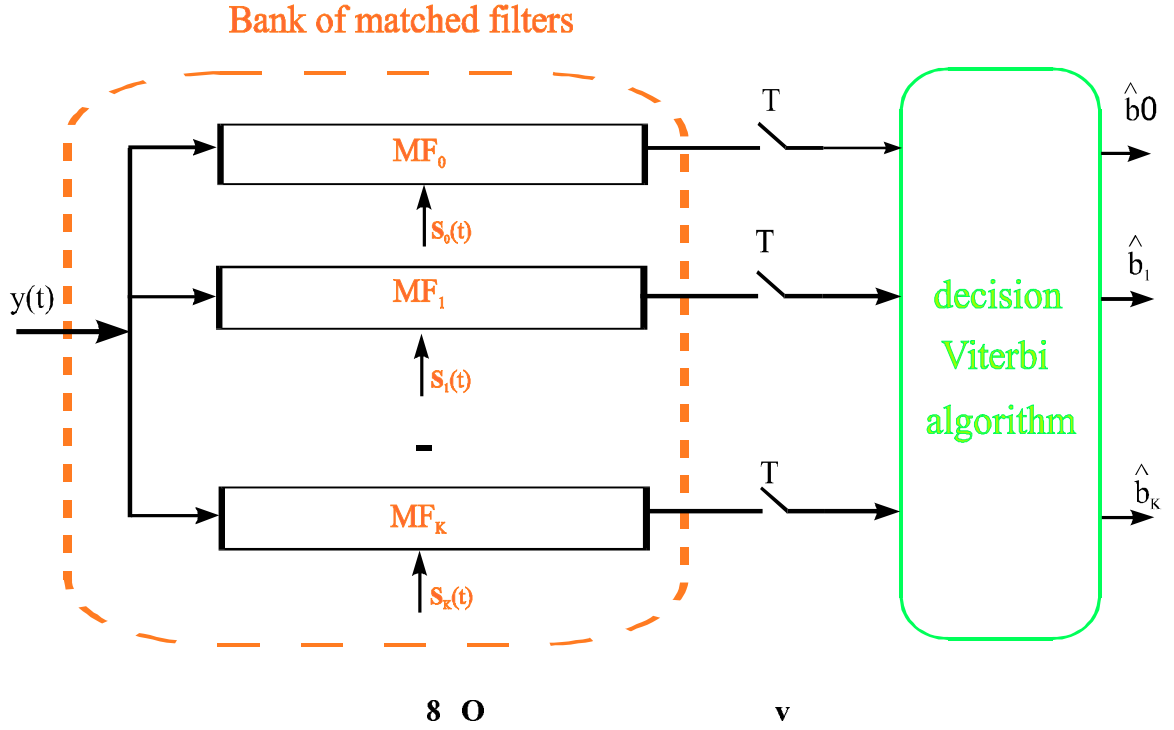 Bank of matched filters
T
b̂0
MF₀
S₀(t)
T
b̂₁
y(t)
MF₁
decision
Viterbi
algorithm
S₁(t)
-
T
b̂K
MFK
SK(t)
8 O v